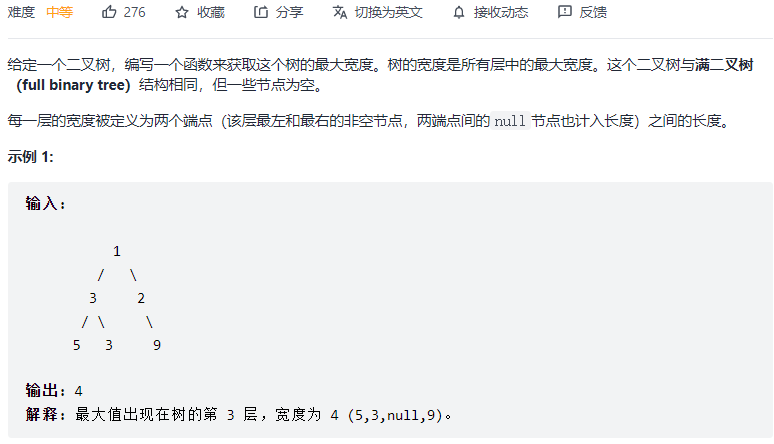 难度 中等 276 收藏 分享 切换为英文 接收动态 反馈
给定一个二叉树，编写一个函数来获取这个树的最大宽度。树的宽度是所有层中的最大宽度。这个二叉树与满二叉树
（full binary tree）结构相同，但一些节点为空。
每一层的宽度被定义为两个端点（该层最左和最右的非空节点，两端点间的null节点也计入长度）之间的长度。
示例 1:
输入:
1
/ \
3 2
/ \ \
5 3 9
输出: 4
解释: 最大值出现在树的第 3 层，宽度为 4 (5,3,null,9)。